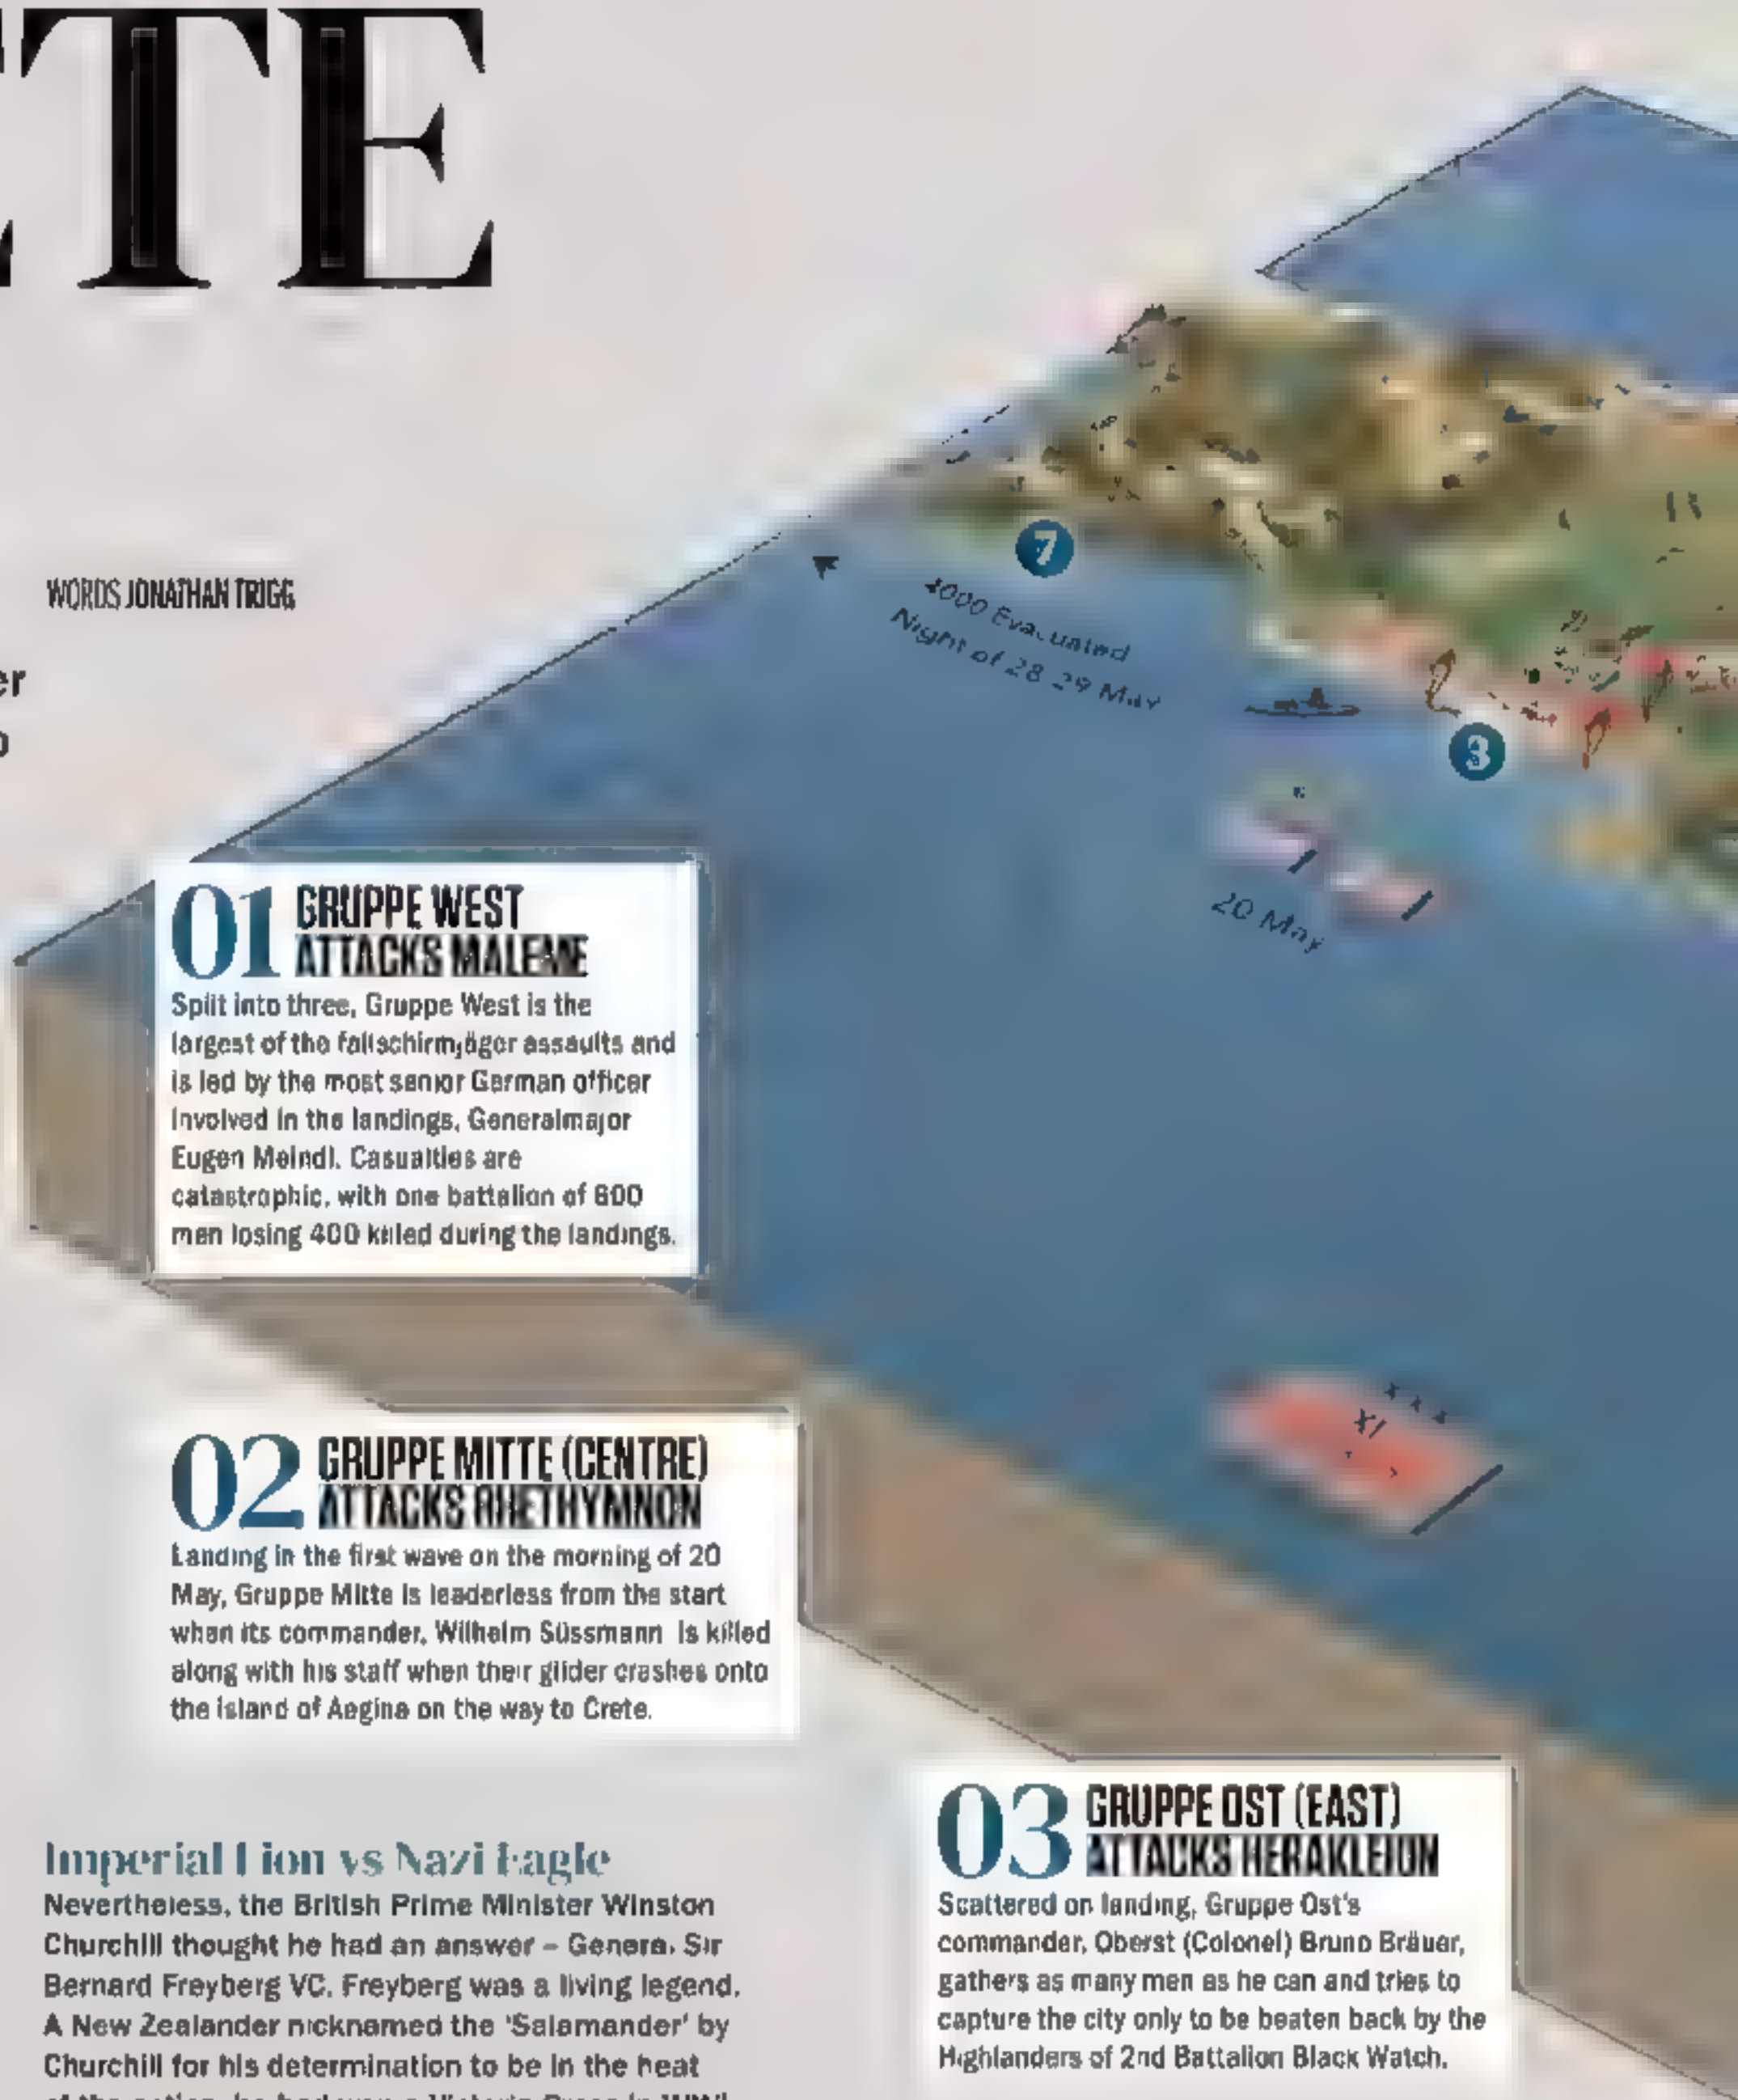 TE
WORDS JONATHAN TRIGG
er
7
4000 Evacuated
Night of 28-29 May
3
20 May
01 GRUPPE WEST
ATTACKS MALEME
Split into three, Gruppe West is the
largest of the fallschirmjäger assaults and
is led by the most senior German officer
involved in the landings, Generalmajor
Eugen Meindl. Casualties are
catastrophic, with one battalion of 600
men losing 400 killed during the landings.
XI
02 GRUPPE MITTE (CENTRE)
ATTACKS RHETHYMNON
Landing in the first wave on the morning of 20
May, Gruppe Mitte is leaderless from the start
when its commander, Wilhelm Süssmann is killed
along with his staff when their glider crashes onto
the island of Aegina on the way to Crete.
03 GRUPPE OST (EAST)
ATTACKS HERAKLEION
Scattered on landing, Gruppe Ost's
commander, Oberst (Colonel) Bruno Bräuer,
gathers as many men as he can and tries to
capture the city only to be beaten back by the
Highlanders of 2nd Battalion Black Watch.
Imperial Lion vs Nazi Eagle
Nevertheless, the British Prime Minister Winston
Churchill thought he had an answer – General Sir
Bernard Freyberg VC. Freyberg was a living legend.
A New Zealander nicknamed the 'Salamander' by
Churchill for his determination to be in the heat